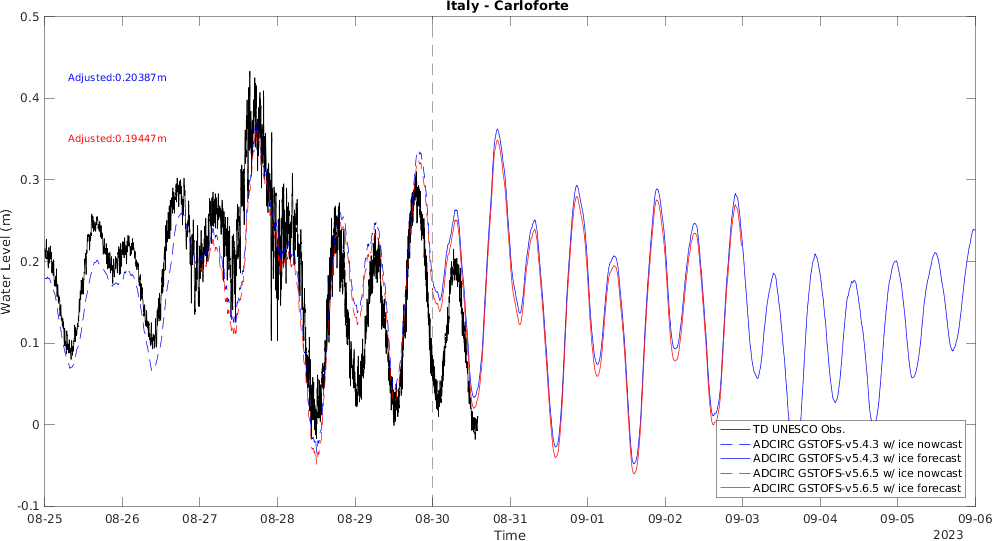 Italy - Carloforte
0.5
Adjusted:0.20387m
0.4
Adjusted:0.19447m
0.3
Water Level (m)
0.2
0.1
0
TD UNESCO Obs.
ADCIRC GSTOFS-v5.4.3 w/ ice nowcast
ADCIRC GSTOFS-v5.4.3 w/ ice forecast
ADCIRC GSTOFS-v5.6.5 w/ ice nowcast
ADCIRC GSTOFS-v5.6.5 w/ ice forecast
-0.1
08-25 08-26 08-27 08-28 08-29 08-30 08-31 09-01 09-02 09-03 09-04 09-05 09-06
Time
2023